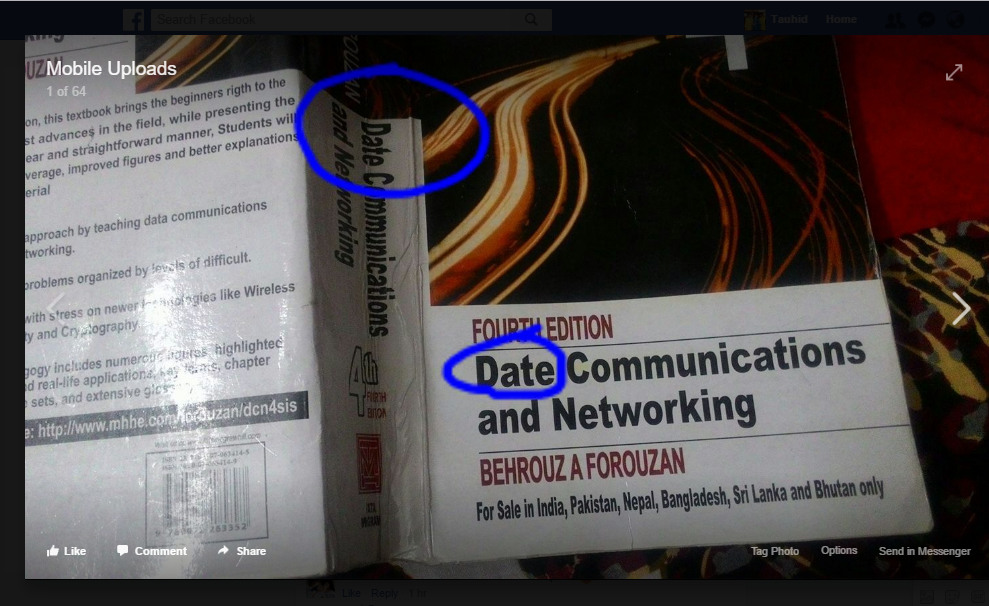 Search Facebook
Tauhid
Home
Mobile Uploads
1 of 64
on, this textbook brings the beginners rigth to the
st advances in the field, while presenting the
ear and straightforward manner, Students will
verage, improved figures and better explanations
erial
approach by teaching data communications
tworking.
problems organized by levels of difficult.
with stress on newer technologies like Wireless
ty and Cryptography
gogy includes numerous figures, highlighted
d real-life applications, key terms, chapter
sets, and extensive
e: http://www.mhhe.com/forouzan/dcn4sis
Date Communications
and Networking
4th
FOURTH
EDITION
FOURTH EDITION
Date Communications
and Networking
BEHROUZ A FOROUZAN
For Sale in India, Pakistan, Nepal, Bangladesh, Sri Lanka and Bhutan only
Like
Comment
Share
Tag Photo
Options
Send in Messenger
Like
Reply
1 hr